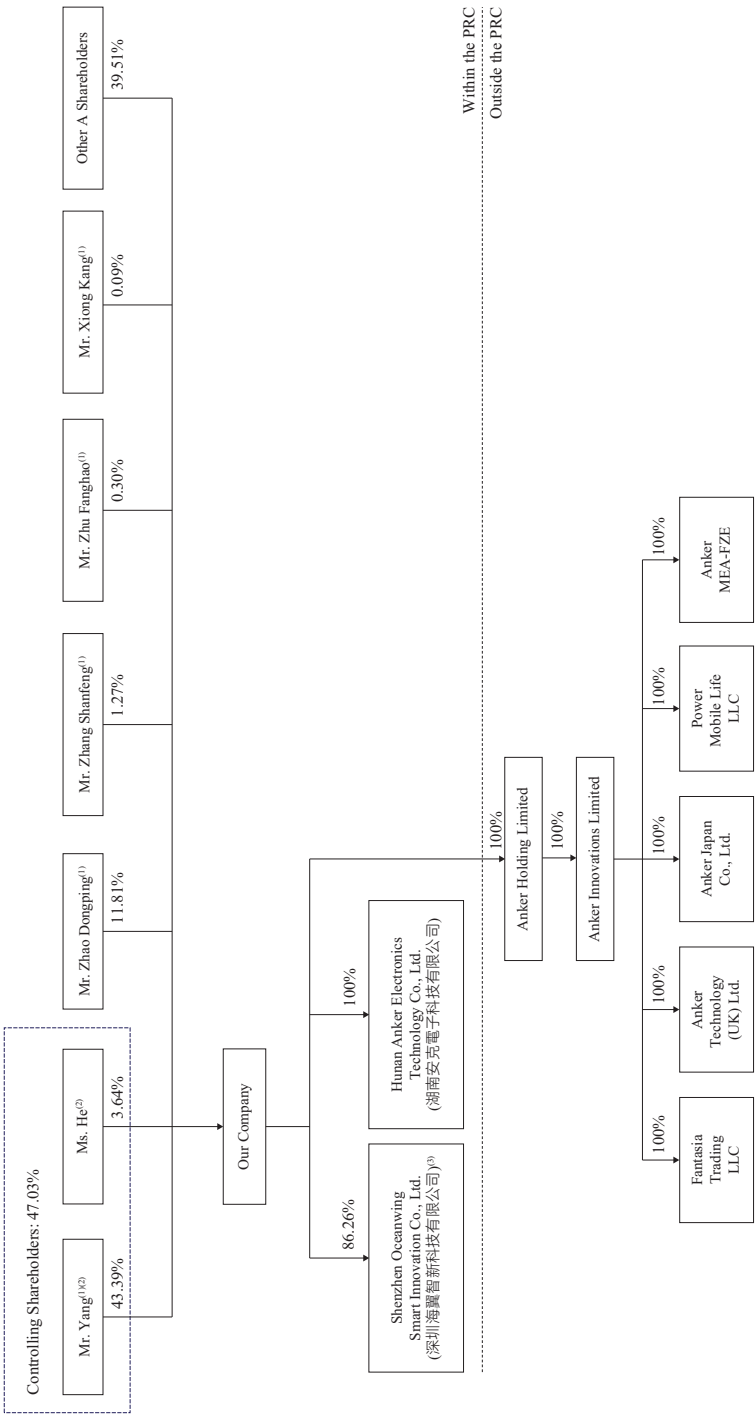 Controlling Shareholders: 47.03%
Mr. Yang(1)(2)
Ms. He(2)
Mr. Zhao Dongping(1)
Mr. Zhang Shanfeng(1)
Mr. Zhu Fanghao(1)
Mr. Xiong Kang(1)
Other A Shareholders
43.39%
3.64%
11.81%
1.27%
0.30%
0.09%
39.51%
Our Company
86.26%
100%
Shenzhen Oceanwing
Smart Innovation Co., Ltd.
(深圳海翼智新科技有限公司)(3)
Hunan Anker Electronics
Technology Co., Ltd.
(湖南安克電子科技有限公司)
Within the PRC
Outside the PRC
100%
Anker Holding Limited
100%
Anker Innovations Limited
100%
100%
100%
100%
100%
Fantasia
Trading
LLC
Anker
Technology
(UK) Ltd.
Anker Japan
Co., Ltd.
Power
Mobile Life
LLC
Anker
MEA-FZE